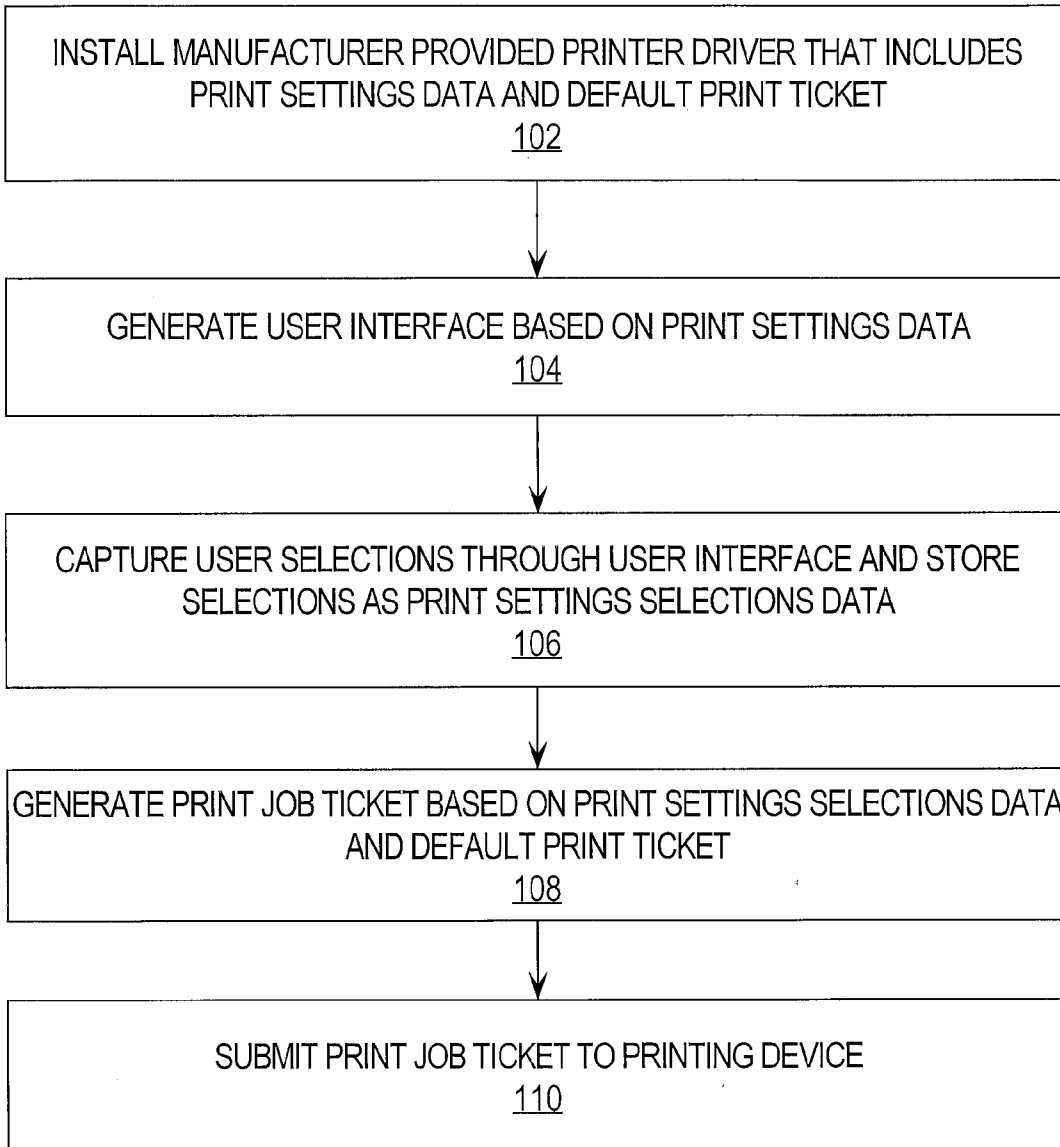 INSTALL MANUFACTURER PROVIDED PRINTER DRIVER THAT INCLUDES
PRINT SETTINGS DATA AND DEFAULT PRINT TICKET
102
GENERATE USER INTERFACE BASED ON PRINT SETTINGS DATA
104
CAPTURE USER SELECTIONS THROUGH USER INTERFACE AND STORE
SELECTIONS AS PRINT SETTINGS SELECTIONS DATA
106
GENERATE PRINT JOB TICKET BASED ON PRINT SETTINGS SELECTIONS DATA
AND DEFAULT PRINT TICKET
108
SUBMIT PRINT JOB TICKET TO PRINTING DEVICE
110